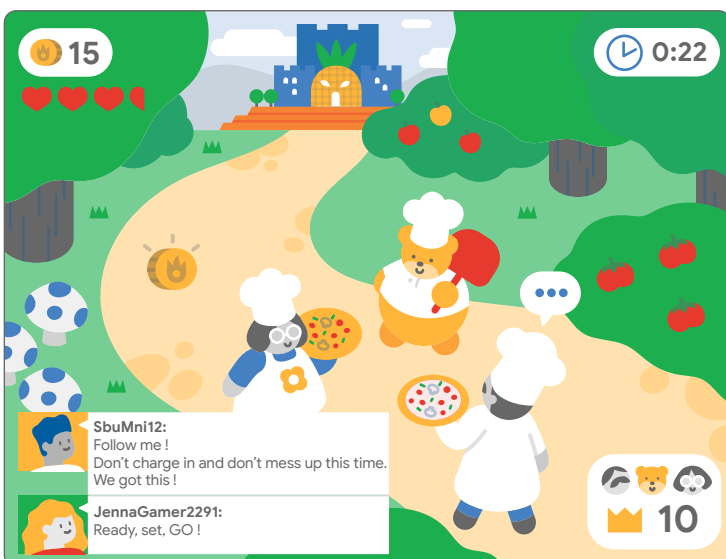 15
0:22
SbuMni12:
Follow me !
Don't charge in and don't mess up this time.
We got this !
JennaGamer2291:
Ready, set, GO !
10